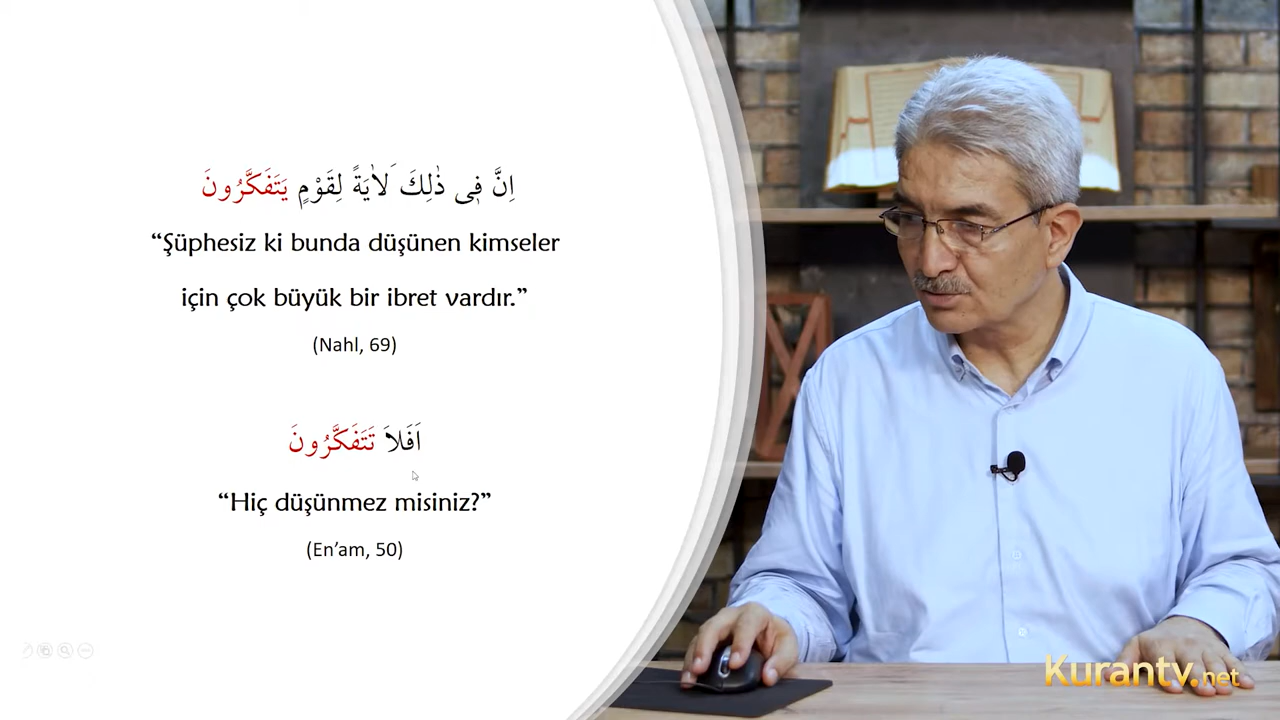 اِنَّ ف۪ى ذٰلِكَ َلاٰيَةً لِقَوْمٍ يَتَفَكَّرُونَ
“Şüphesiz ki bunda düşünen kimseler
için çok büyük bir ibret vardır.”
(Nahl, 69)
اَفَلاَ تَتَفَكَّرُونَ
“Hiç düşünmez misiniz?”
(En’am, 50)
Kurantv.net